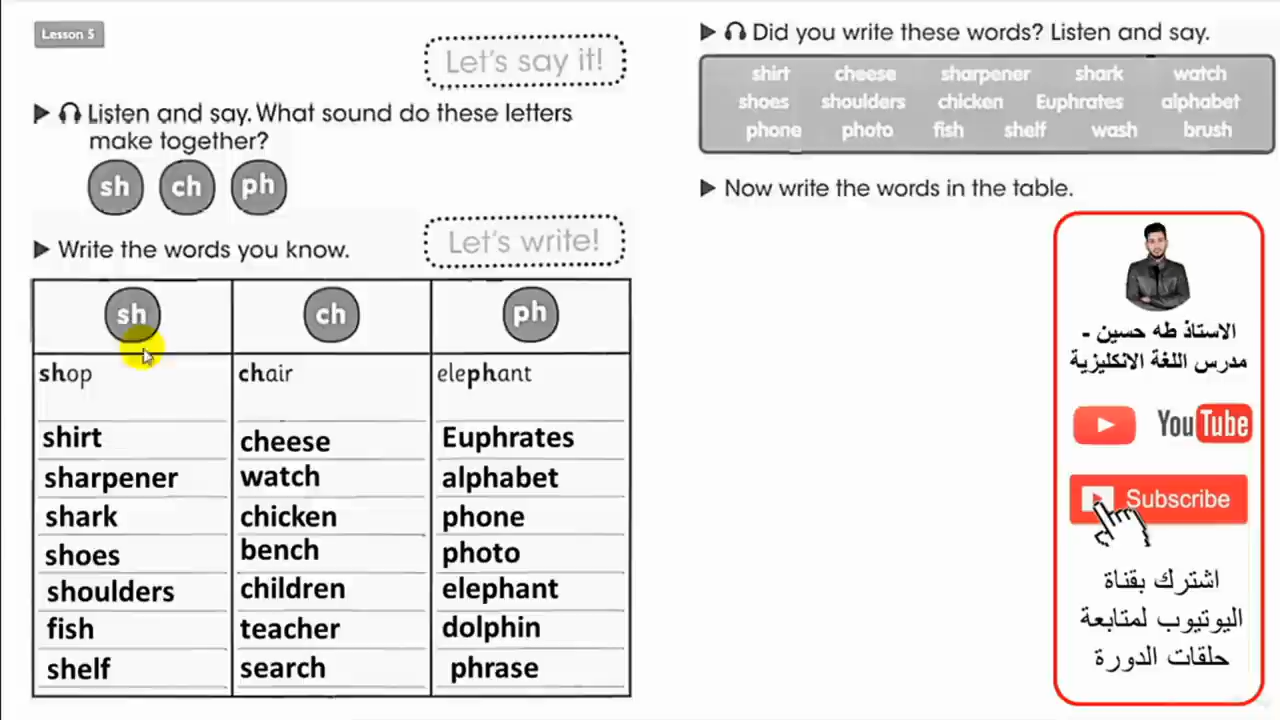 Lesson 5
Let's say it!
Listen and say. What sound do these letters
make together?
sh ch ph
Write the words you know.
Let's write!
sh ch ph
shop chair elephant
shirt cheese Euphrates
sharpener watch alphabet
shark chicken phone
shoes bench photo
shoulders children elephant
fish teacher dolphin
shelf search phrase
Did you write these words? Listen and say.
shirt cheese sharpener shark watch
shoes shoulders chicken Euphrates alphabet
phone photo fish shelf wash brush
Now write the words in the table.
الاستاذ طه حسين -
مدرس اللغة الانكليزية
YouTube
Subscribe
اشترك بقناة
اليوتيوب لمتابعة
حلقات الدورة